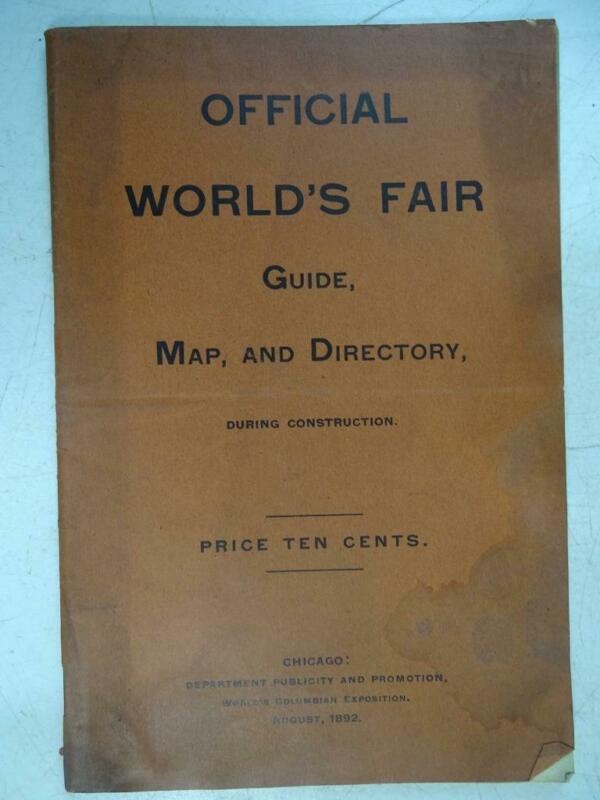 OFFICIAL
WORLD'S FAIR
GUIDE,
MAP, AND DIRECTORY,
DURING CONSTRUCTION.
PRICE TEN CENTS.
CHICAGO:
DEPARTMENT PUBLICITY AND PROMOTION,
WORLD'S COLUMBIAN EXPOSITION.
AUGUST, 1892.